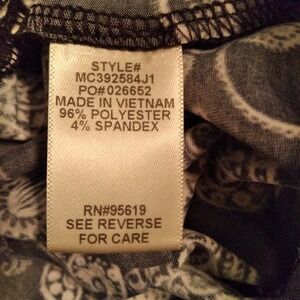 STYLE#
MC392584J1
PO#026652
MADE IN VIETNAM
96% POLYESTER
4% SPANDEX
RN#95619
SEE REVERSE
FOR CARE